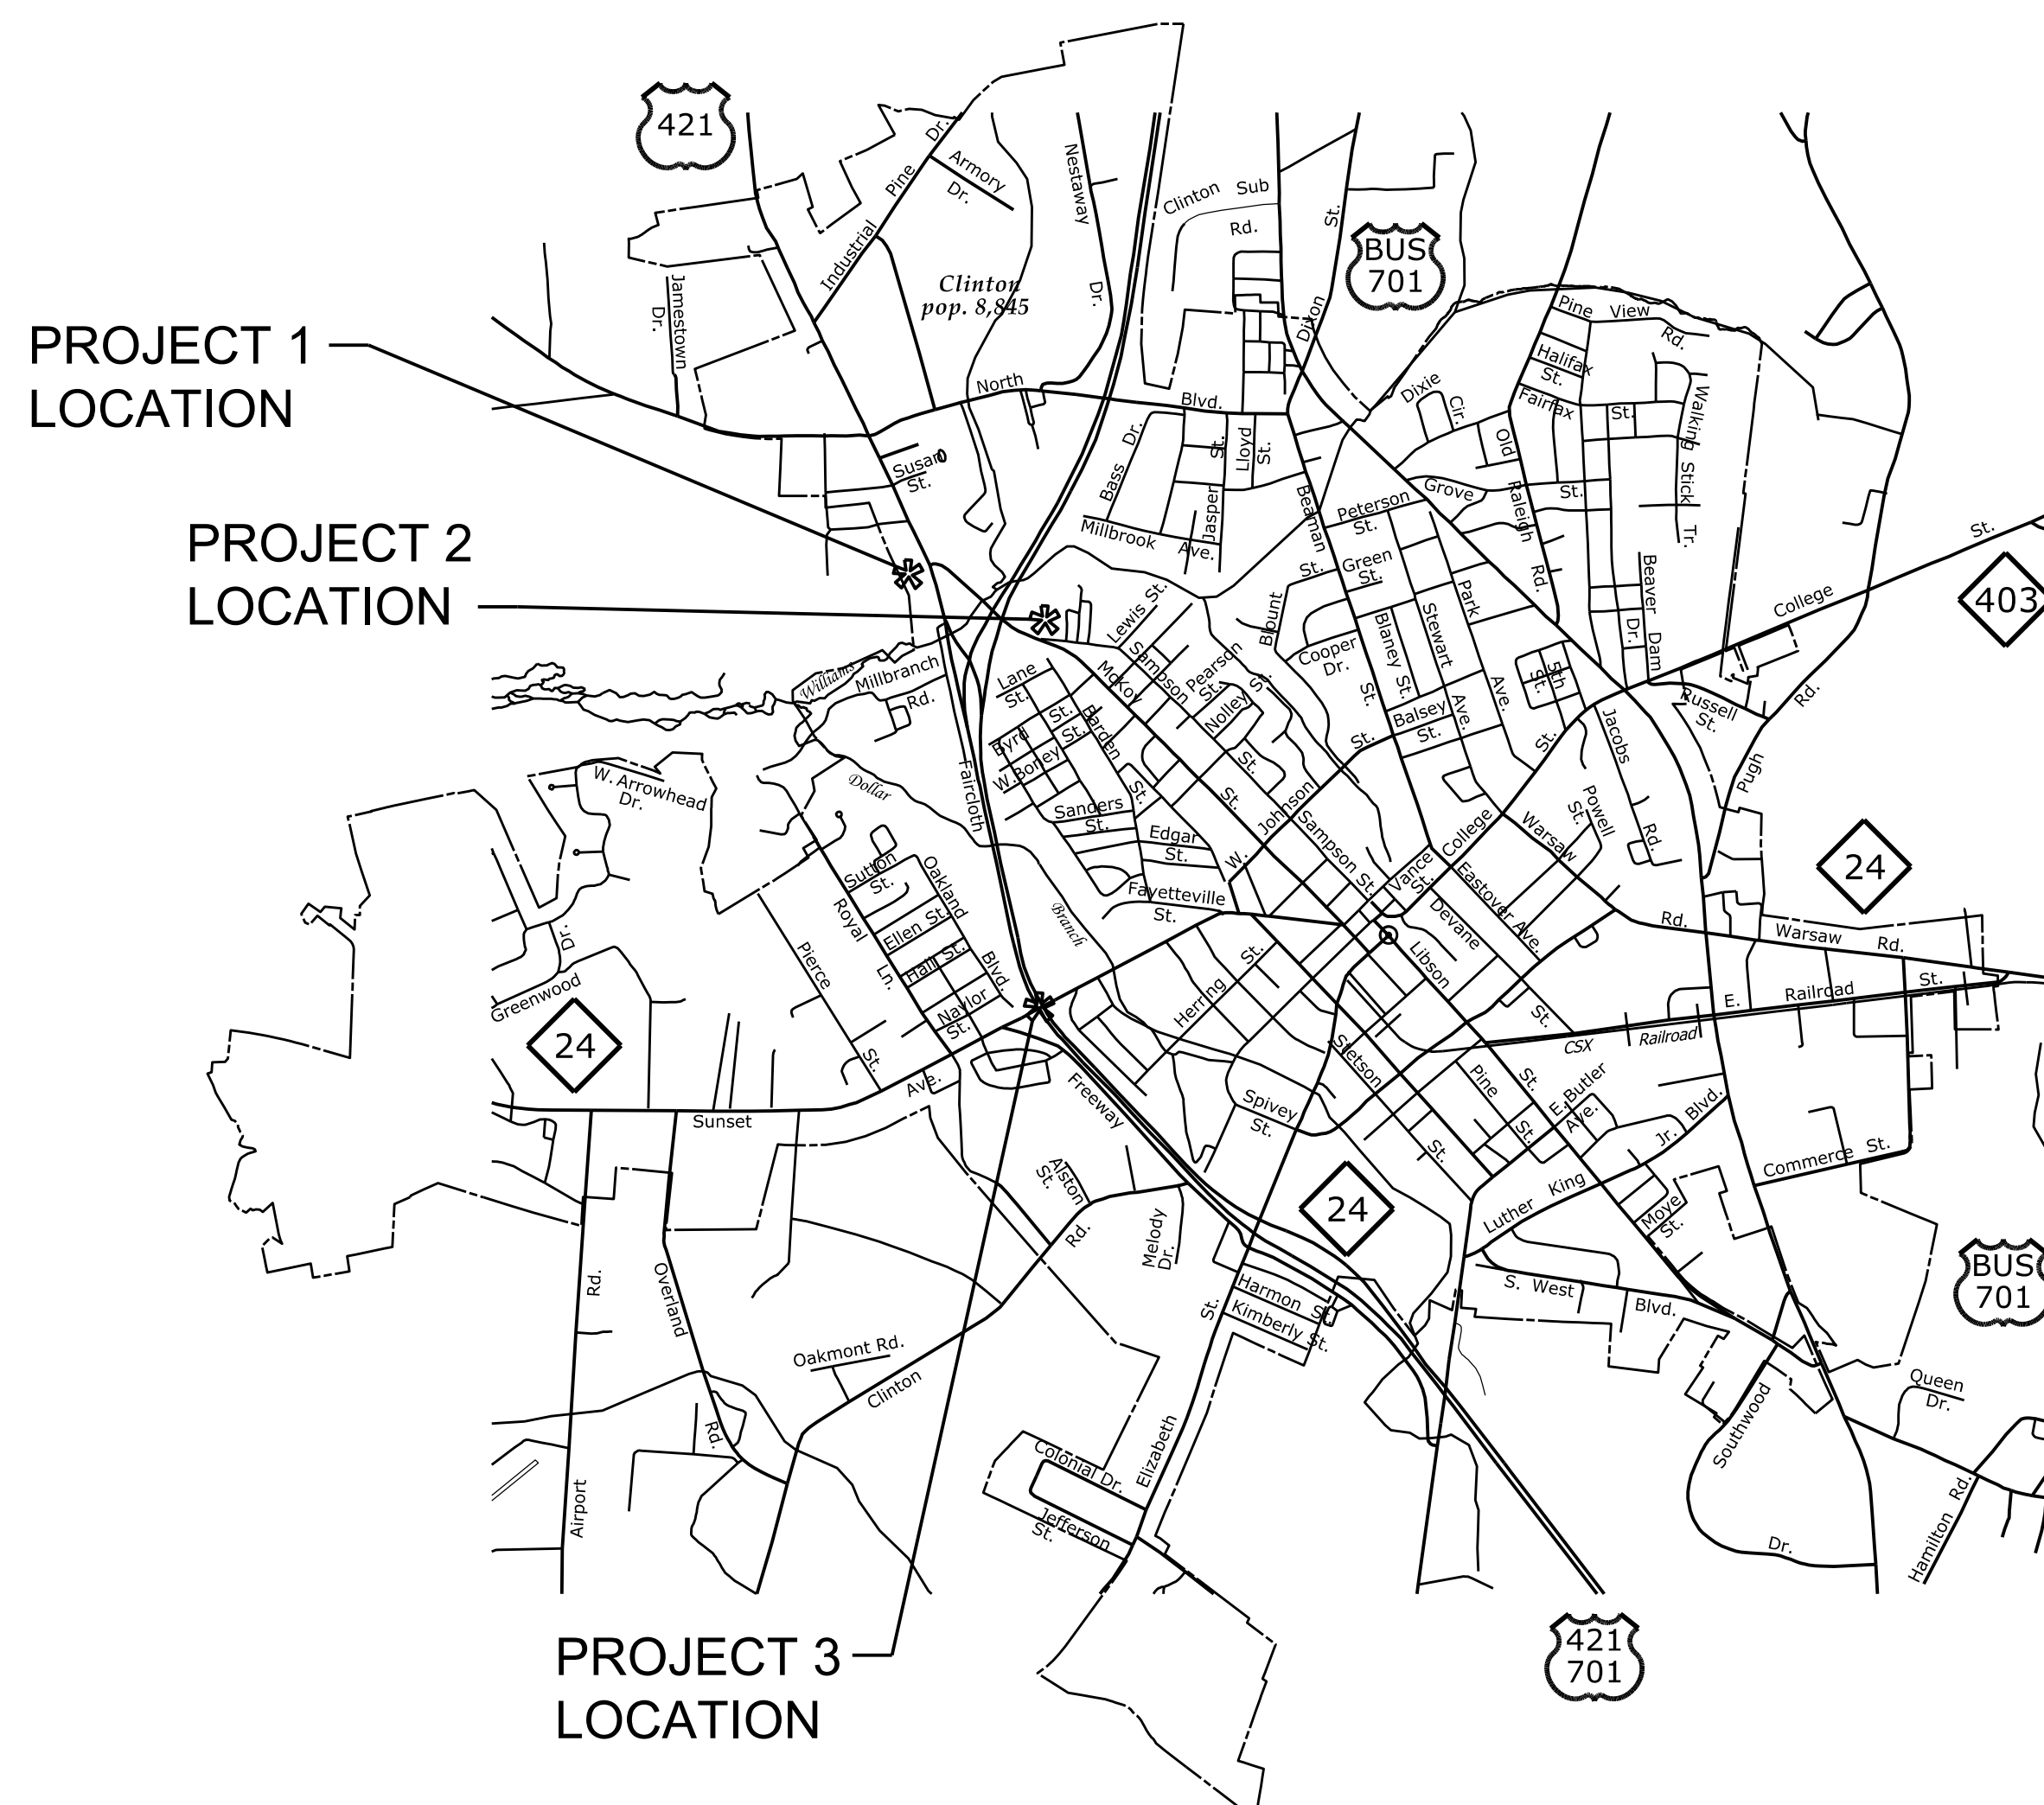 421
Dr.
Pine
Armory
Dr.
Nestaway
Dr.
Clinton Sub
Rd.
St.
BUS
701
Industrial
Clinton
pop. 8,845
Jamestown
Dr.
Dixon
Pine View
Rd.
PROJECT 1
LOCATION
North
Blvd.
Halifax
St.
Fairfax
St.
Dixie
Cir.
Old
Walking Stick Tr.
Susan
St.
Bass Dr.
St.
Jasper
Lloyd
St.
Beaman
Peterson
St.
Grove
St.
Raleigh
Rd.
St.
PROJECT 2
LOCATION
Millbrook Ave.
St.
Green
St.
Park
Ave.
Beaver Dam
Dr.
College
403
Lewis St.
Blount
Cooper
Dr.
Blaney
St.
Stewart
Ave.
5th
St.
Williams
Millbranch
Rd.
Lane
St.
McKoy
Sampson
Pearson
St.
Nolley St.
St.
Balsey
St.
Russell
St.
Rd.
Pugh
Byrd
St.
W. Boney
St.
Barden
St.
St.
St.
Jacobs
Rd.
W. Arrowhead
Dr.
Dollar
Branch
Faircloth
Sanders
St.
Edgar
St.
W. Johnson
St.
Sampson St.
College
St.
Warsaw
Powell
St.
24
Sutton
St.
Oakland
Blvd.
Fayetteville
St.
Vance
St.
Eastover Ave.
Devane
St.
Rd.
Warsaw Rd.
Royal
Ln.
Ellen St.
Hall St.
Naylor
St.
Pierce
St.
Dr.
Greenwood
24
Herring St.
Libson
St.
E. Railroad St.
CSX Railroad
Sunset
Ave.
Freeway
Stetson
St.
Pine
St.
E. Butler
Ave.
Spivey
St.
Jr. Blvd.
Luther King
Commerce St.
24
Alston
St.
Rd.
Melody
Dr.
Moye
St.
Rd.
Overland
Rd.
St.
Harmon St.
Kimberly St.
S. West
Blvd.
BUS
701
Oakmont Rd.
Clinton
Queen
Dr.
Southwood
Dr.
Airport
Colonial Dr.
Elizabeth
Jefferson
St.
Hamilton Rd.
PROJECT 3
LOCATION
421
701